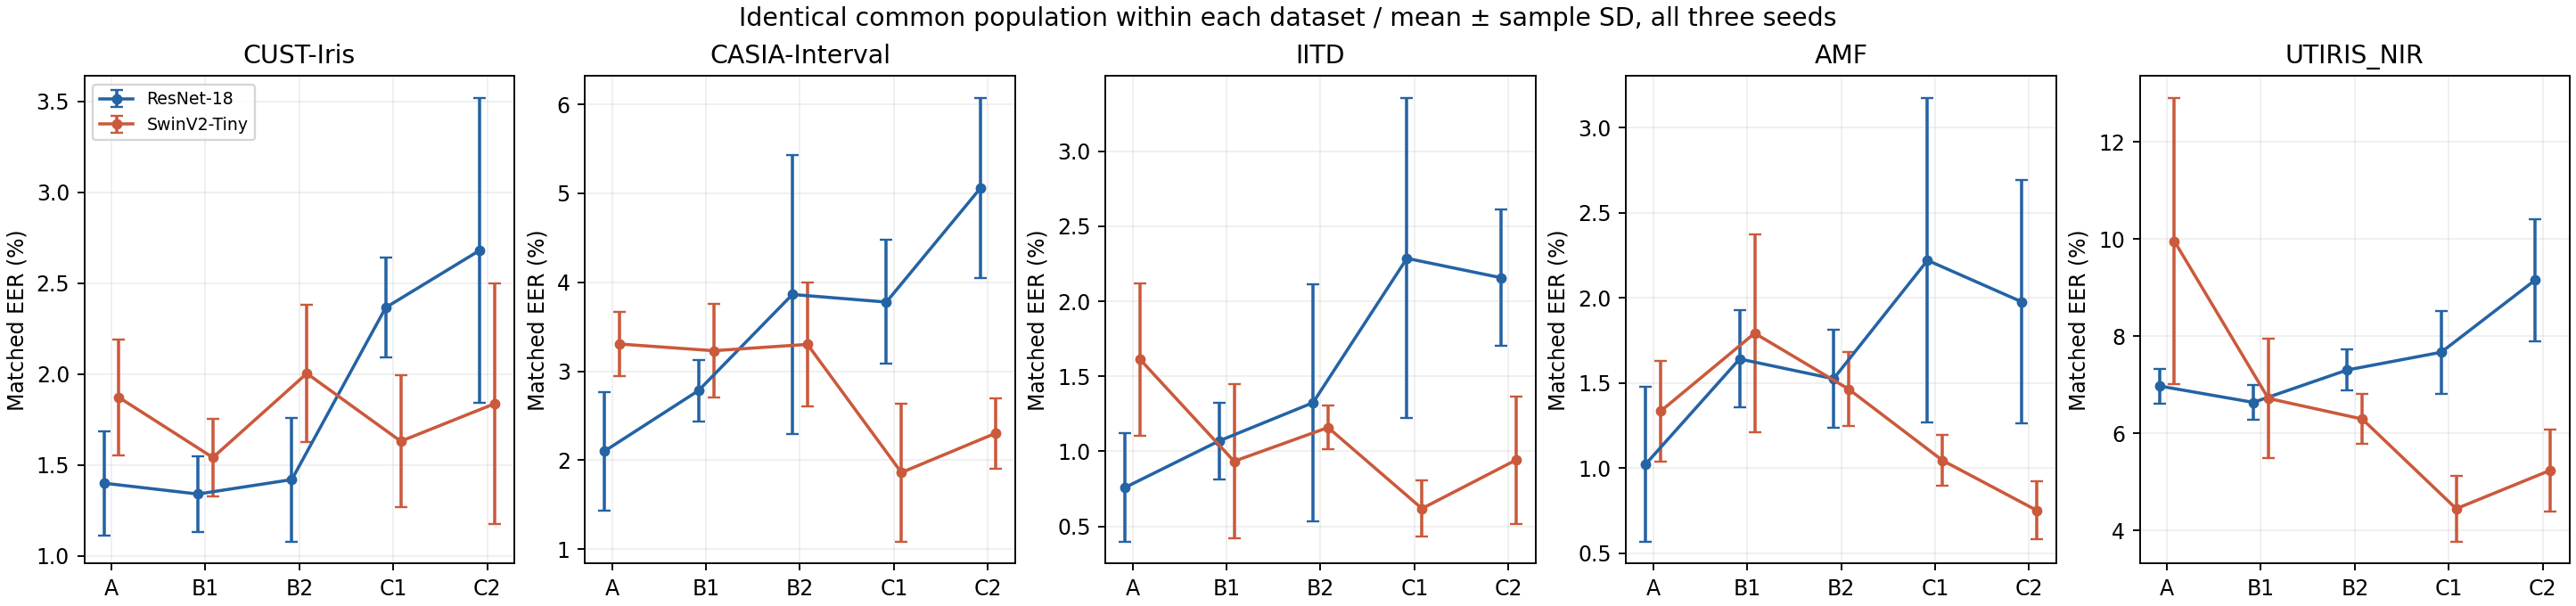 Identical common population within each dataset / mean ± sample SD, all three seeds
CUST-Iris
ResNet-18
SwinV2-Tiny
Matched EER (%)
3.5
3.0
2.5
2.0
1.5
1.0
A B1 B2 C1 C2
CASIA-Interval
Matched EER (%)
6
5
4
3
2
1
A B1 B2 C1 C2
IITD
Matched EER (%)
3.0
2.5
2.0
1.5
1.0
0.5
A B1 B2 C1 C2
AMF
Matched EER (%)
3.0
2.5
2.0
1.5
1.0
0.5
A B1 B2 C1 C2
UTIRIS_NIR
Matched EER (%)
12
10
8
6
4
A B1 B2 C1 C2